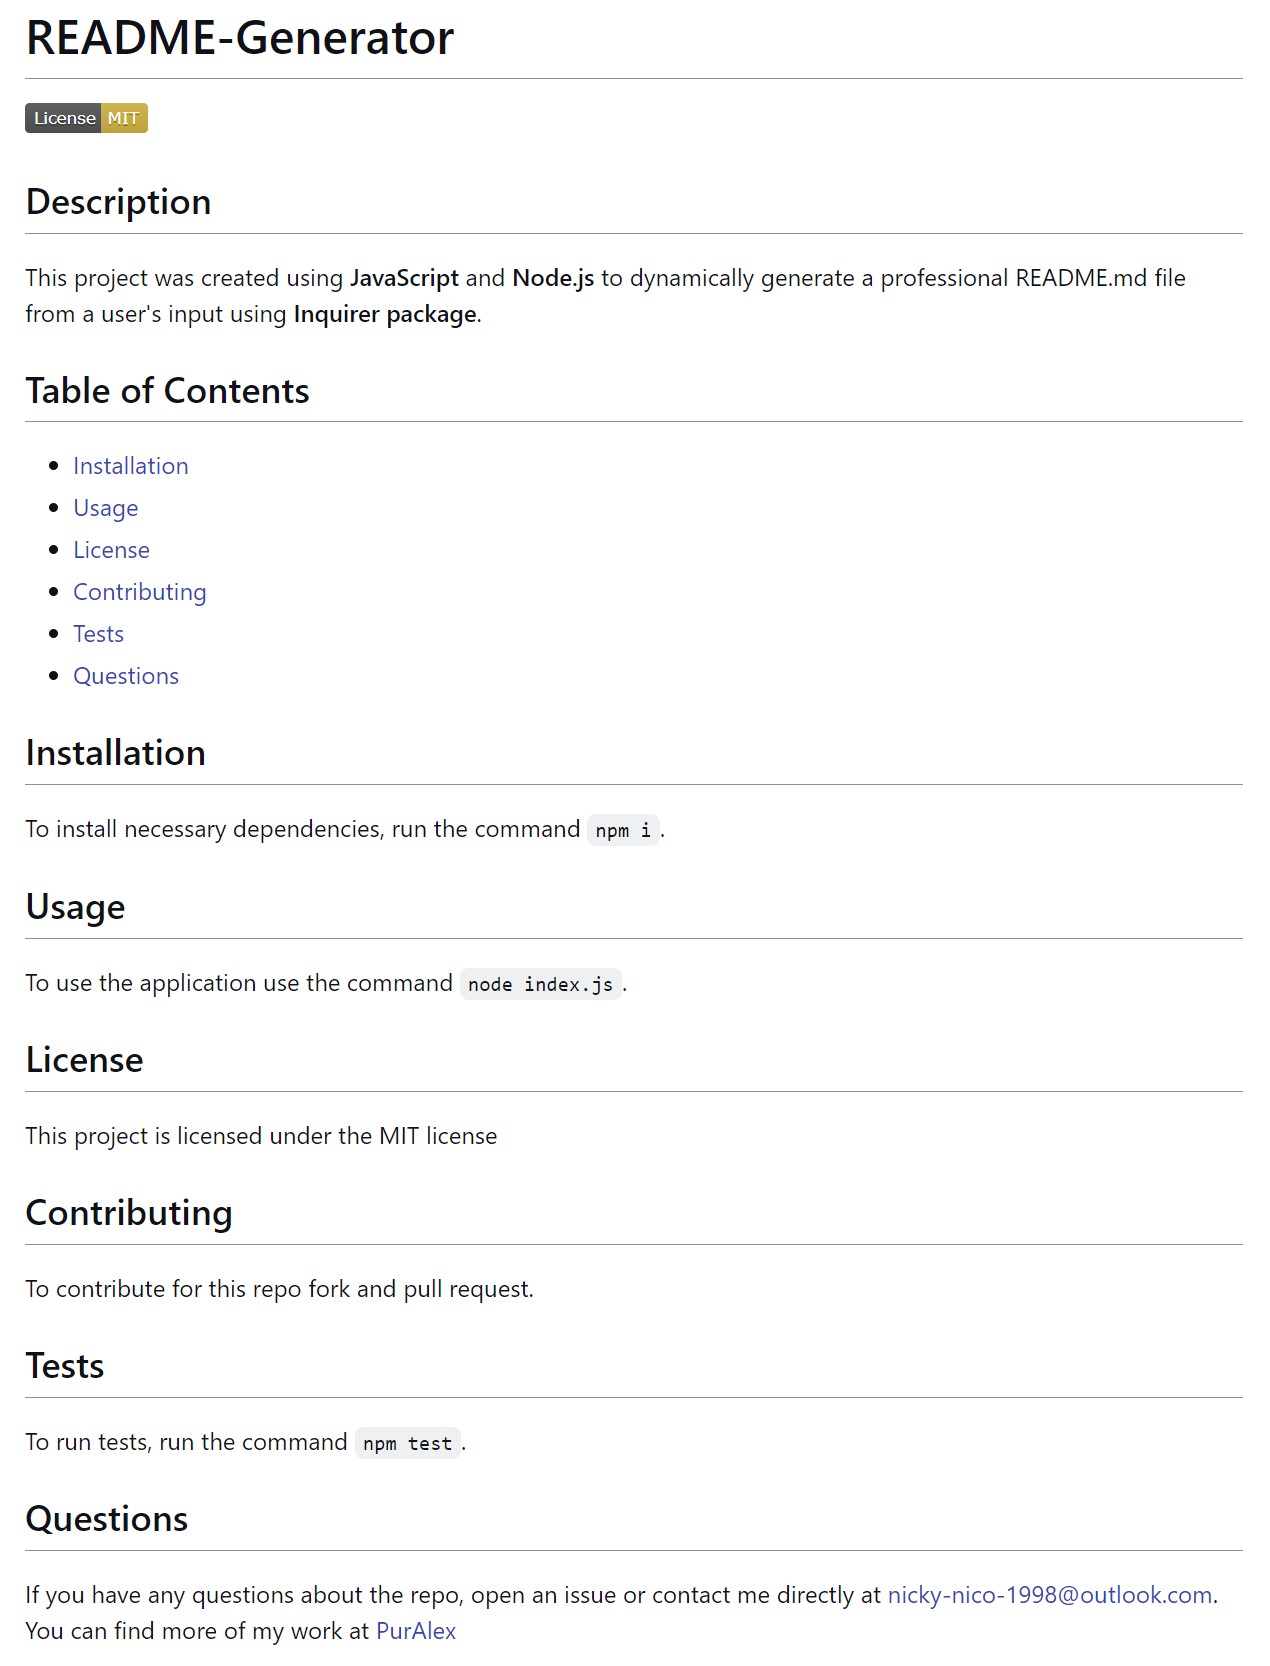 README-Generator
License MIT
Description
This project was created using JavaScript and Node.js to dynamically generate a professional README.md file
from a user's input using Inquirer package.
Table of Contents
Installation
Usage
License
Contributing
Tests
Questions
Installation
To install necessary dependencies, run the command npm i.
Usage
To use the application use the command node index.js.
License
This project is licensed under the MIT license
Contributing
To contribute for this repo fork and pull request.
Tests
To run tests, run the command npm test.
Questions
If you have any questions about the repo, open an issue or contact me directly at nicky-nico-1998@outlook.com.
You can find more of my work at PurAlex